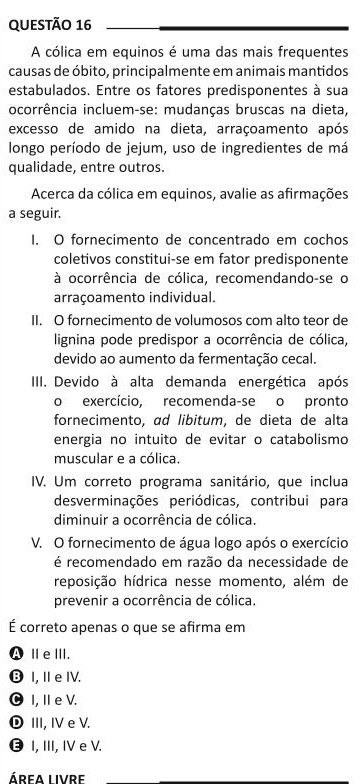 QUESTÃO 16
A cólica em equinos é uma das mais frequentes
causas de óbito, principalmente em animais mantidos
estabulados. Entre os fatores predisponentes à sua
ocorrência incluem-se: mudanças bruscas na dieta,
excesso de amido na dieta, arraçoamento após
longo período de jejum, uso de ingredientes de má
qualidade, entre outros.
Acerca da cólica em equinos, avalie as afirmações
a seguir.
I. O fornecimento de concentrado em cochos
coletivos constitui-se em fator predisponente
à ocorrência de cólica, recomendando-se o
arraçoamento individual.
II. O fornecimento de volumosos com alto teor de
lignina pode predispor a ocorrência de cólica,
devido ao aumento da fermentação cecal.
III. Devido à alta demanda energética após
o exercício, recomenda-se o pronto
fornecimento, ad libitum, de dieta de alta
energia no intuito de evitar o catabolismo
muscular e a cólica.
IV. Um correto programa sanitário, que inclua
desverminações periódicas, contribui para
diminuir a ocorrência de cólica.
V. O fornecimento de água logo após o exercício
é recomendado em razão da necessidade de
reposição hídrica nesse momento, além de
prevenir a ocorrência de cólica.
É correto apenas o que se afirma em
A II e III.
B I, II e IV.
C I, II e V.
D III, IV e V.
E I, III, IV e V.
ÁREA LIVRE